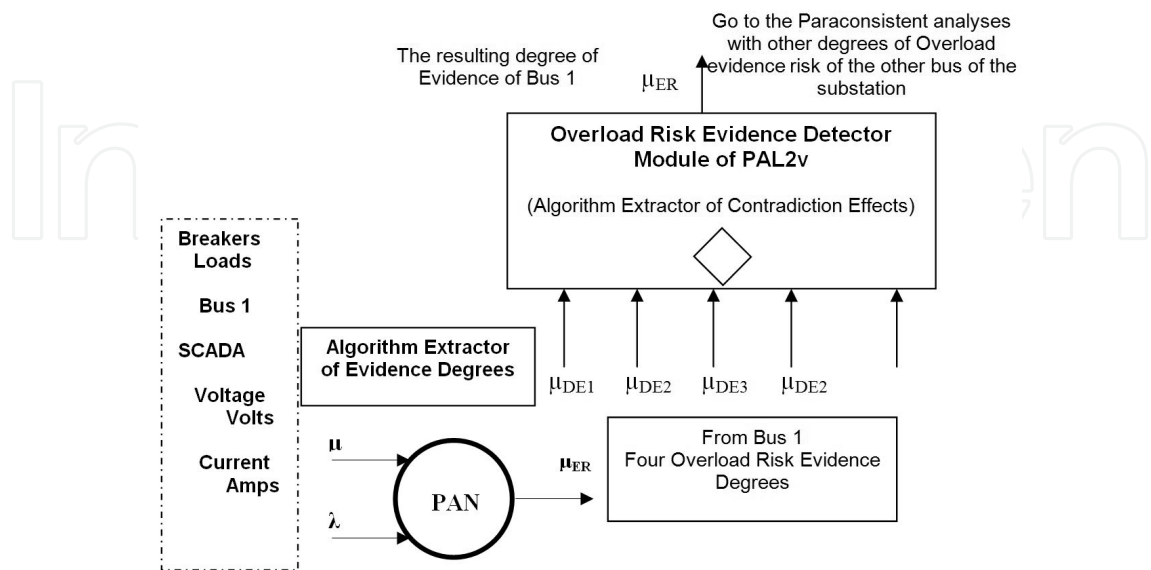 The resulting degree of
Evidence of Bus 1
Go to the Paraconsistent analyses
with other degrees of Overload
evidence risk of the other bus of the
substation
μER
Overload Risk Evidence Detector
Module of PAL2v
(Algorithm Extractor of Contradiction Effects)
Breakers
Loads
Bus 1
SCADA
Voltage
Volts
Current
Amps
Algorithm Extractor
of Evidence Degrees
μDE1 μDE2 μDE3 μDE2
From Bus 1
Four Overload Risk Evidence
Degrees
μ
λ
PAN
μER